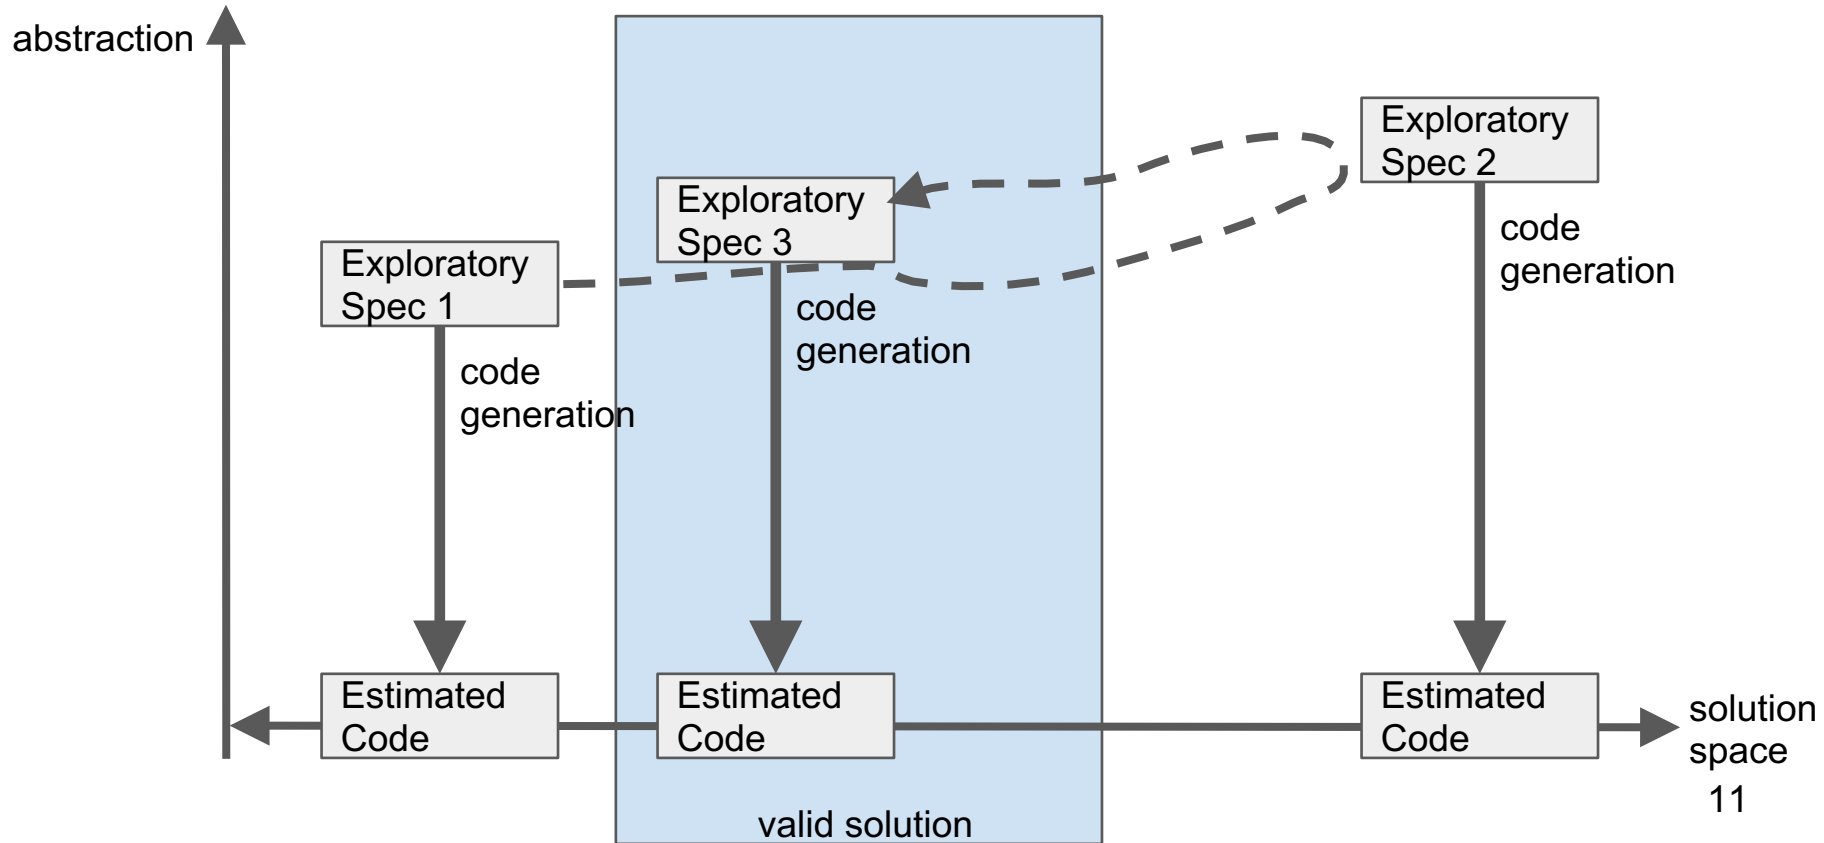 abstraction
Exploratory
Spec 2
Exploratory
Spec 3
code
generation
Exploratory
Spec 1
code
generation
code
generation
Estimated
Code
Estimated
Code
Estimated
Code
solution
space
11
valid solution